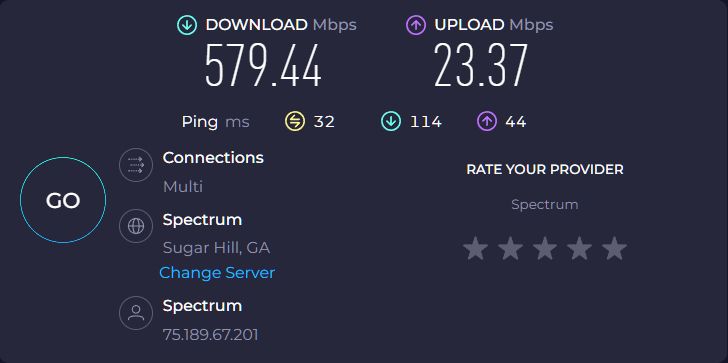 DOWNLOAD Mbps
579.44
UPLOAD Mbps
23.37
Ping ms 32 114 44
GO
Connections
Multi
Spectrum
Sugar Hill, GA
Change Server
Spectrum
75.189.67.201
RATE YOUR PROVIDER
Spectrum